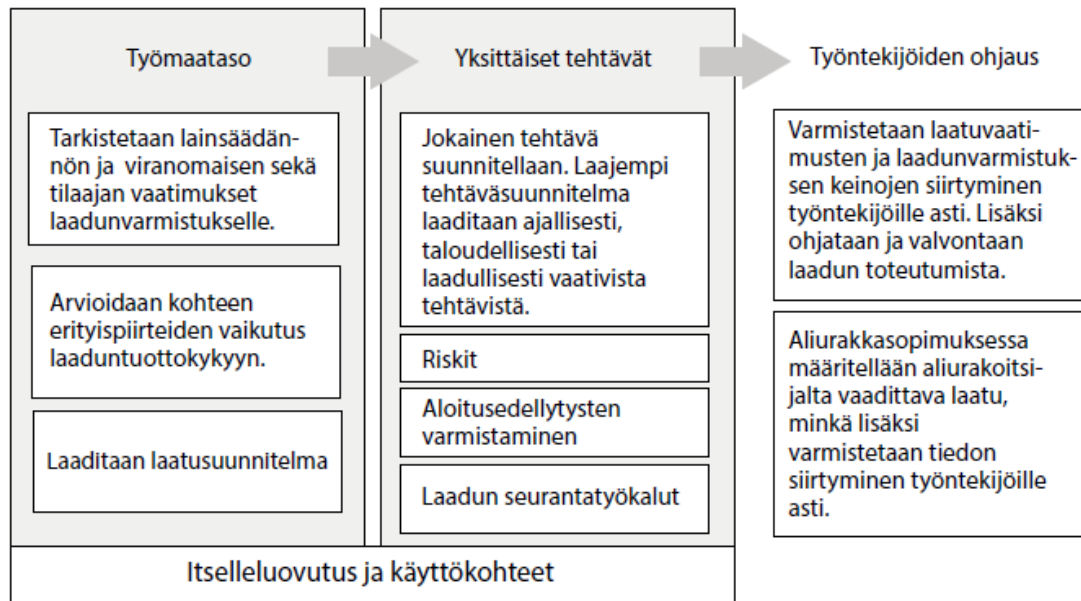 Työmaataso
Tarkistetaan lainsäädän-
nön ja viranomaisen sekä
tilaajan vaatimukset
laadunvarmistukselle.
Arvioidaan kohteen
erityispiirteiden vaikutus
laaduntuottokykyyn.
Laaditaan laatusuunnitelma
Yksittäiset tehtävät
Jokainen tehtävä
suunnitellaan. Laajempi
tehtäväsuunnitelma
laaditaan ajallisesti,
taloudellisesti tai
laadullisesti vaativista
tehtävistä.
Riskit
Aloitusedellytysten
varmistaminen
Laadun seurantatyökalut
Itselleluovutus ja käyttökohteet
Työntekijöiden ohjaus
Varmistetaan laatuvaati-
musten ja laadunvarmistuk-
sen keinojen siirtyminen
työntekijöille asti. Lisäksi
ohjataan ja valvontaan
laadun toteutumista.
Aliurakkasopimuksessa
määritellään aliurakoitsi-
jalta vaadittava laatu,
minkä lisäksi
varmistetaan tiedon
siirtyminen työntekijöille
asti.